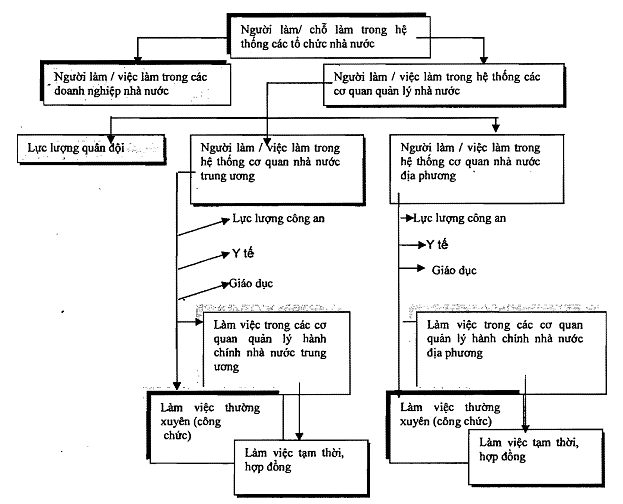 Người làm/ chỗ làm trong hệ
thống các tổ chức nhà nước
Người làm / việc làm trong các
doanh nghiệp nhà nước
Người làm / việc làm trong hệ thống các
cơ quan quản lý nhà nước
Lực lượng quân đội
Người làm / việc làm trong
hệ thống cơ quan nhà nước
trung ương
Người làm / việc làm trong
hệ thống cơ quan nhà nước
địa phương
Lực lượng công an
Y tế
Giáo dục
Lực lượng công an
Y tế
Giáo dục
Làm việc trong các cơ
quan quản lý hành
chính nhà nước trung
ương
Làm việc trong các cơ quan
quản lý hành chính nhà nước
địa phương
Làm việc thường
xuyên (công
chức)
Làm việc tạm thời,
hợp đồng
Làm việc thường
xuyên (công chức)
Làm việc tạm thời,
hợp đồng